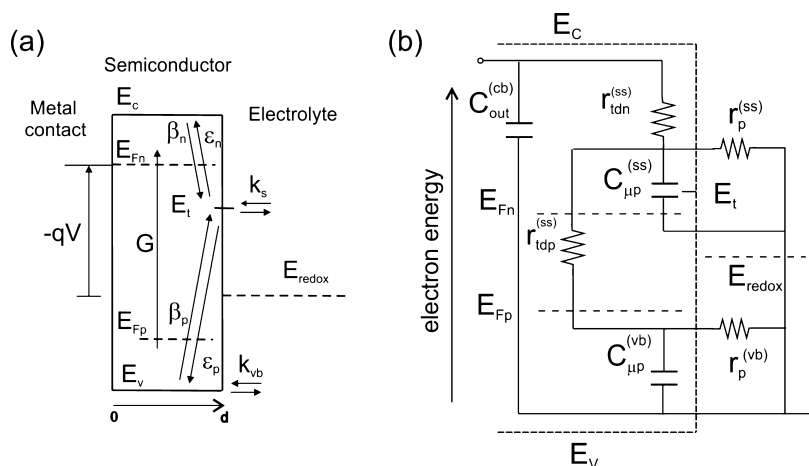 (a)
Semiconductor
Metal contact
Electrolyte
E_c
β_n
ε_n
E_Fn
k_s
E_t
-qV
G
E_redox
β_p
E_Fp
ε_p
k_vb
E_v
0
d
(b)
E_C
C_out^(cb)
r_tdn^(ss)
r_p^(ss)
C_μp^(ss)
E_t
E_Fn
r_tdp^(ss)
E_redox
electron energy
E_Fp
C_μp^(vb)
r_p^(vb)
E_V